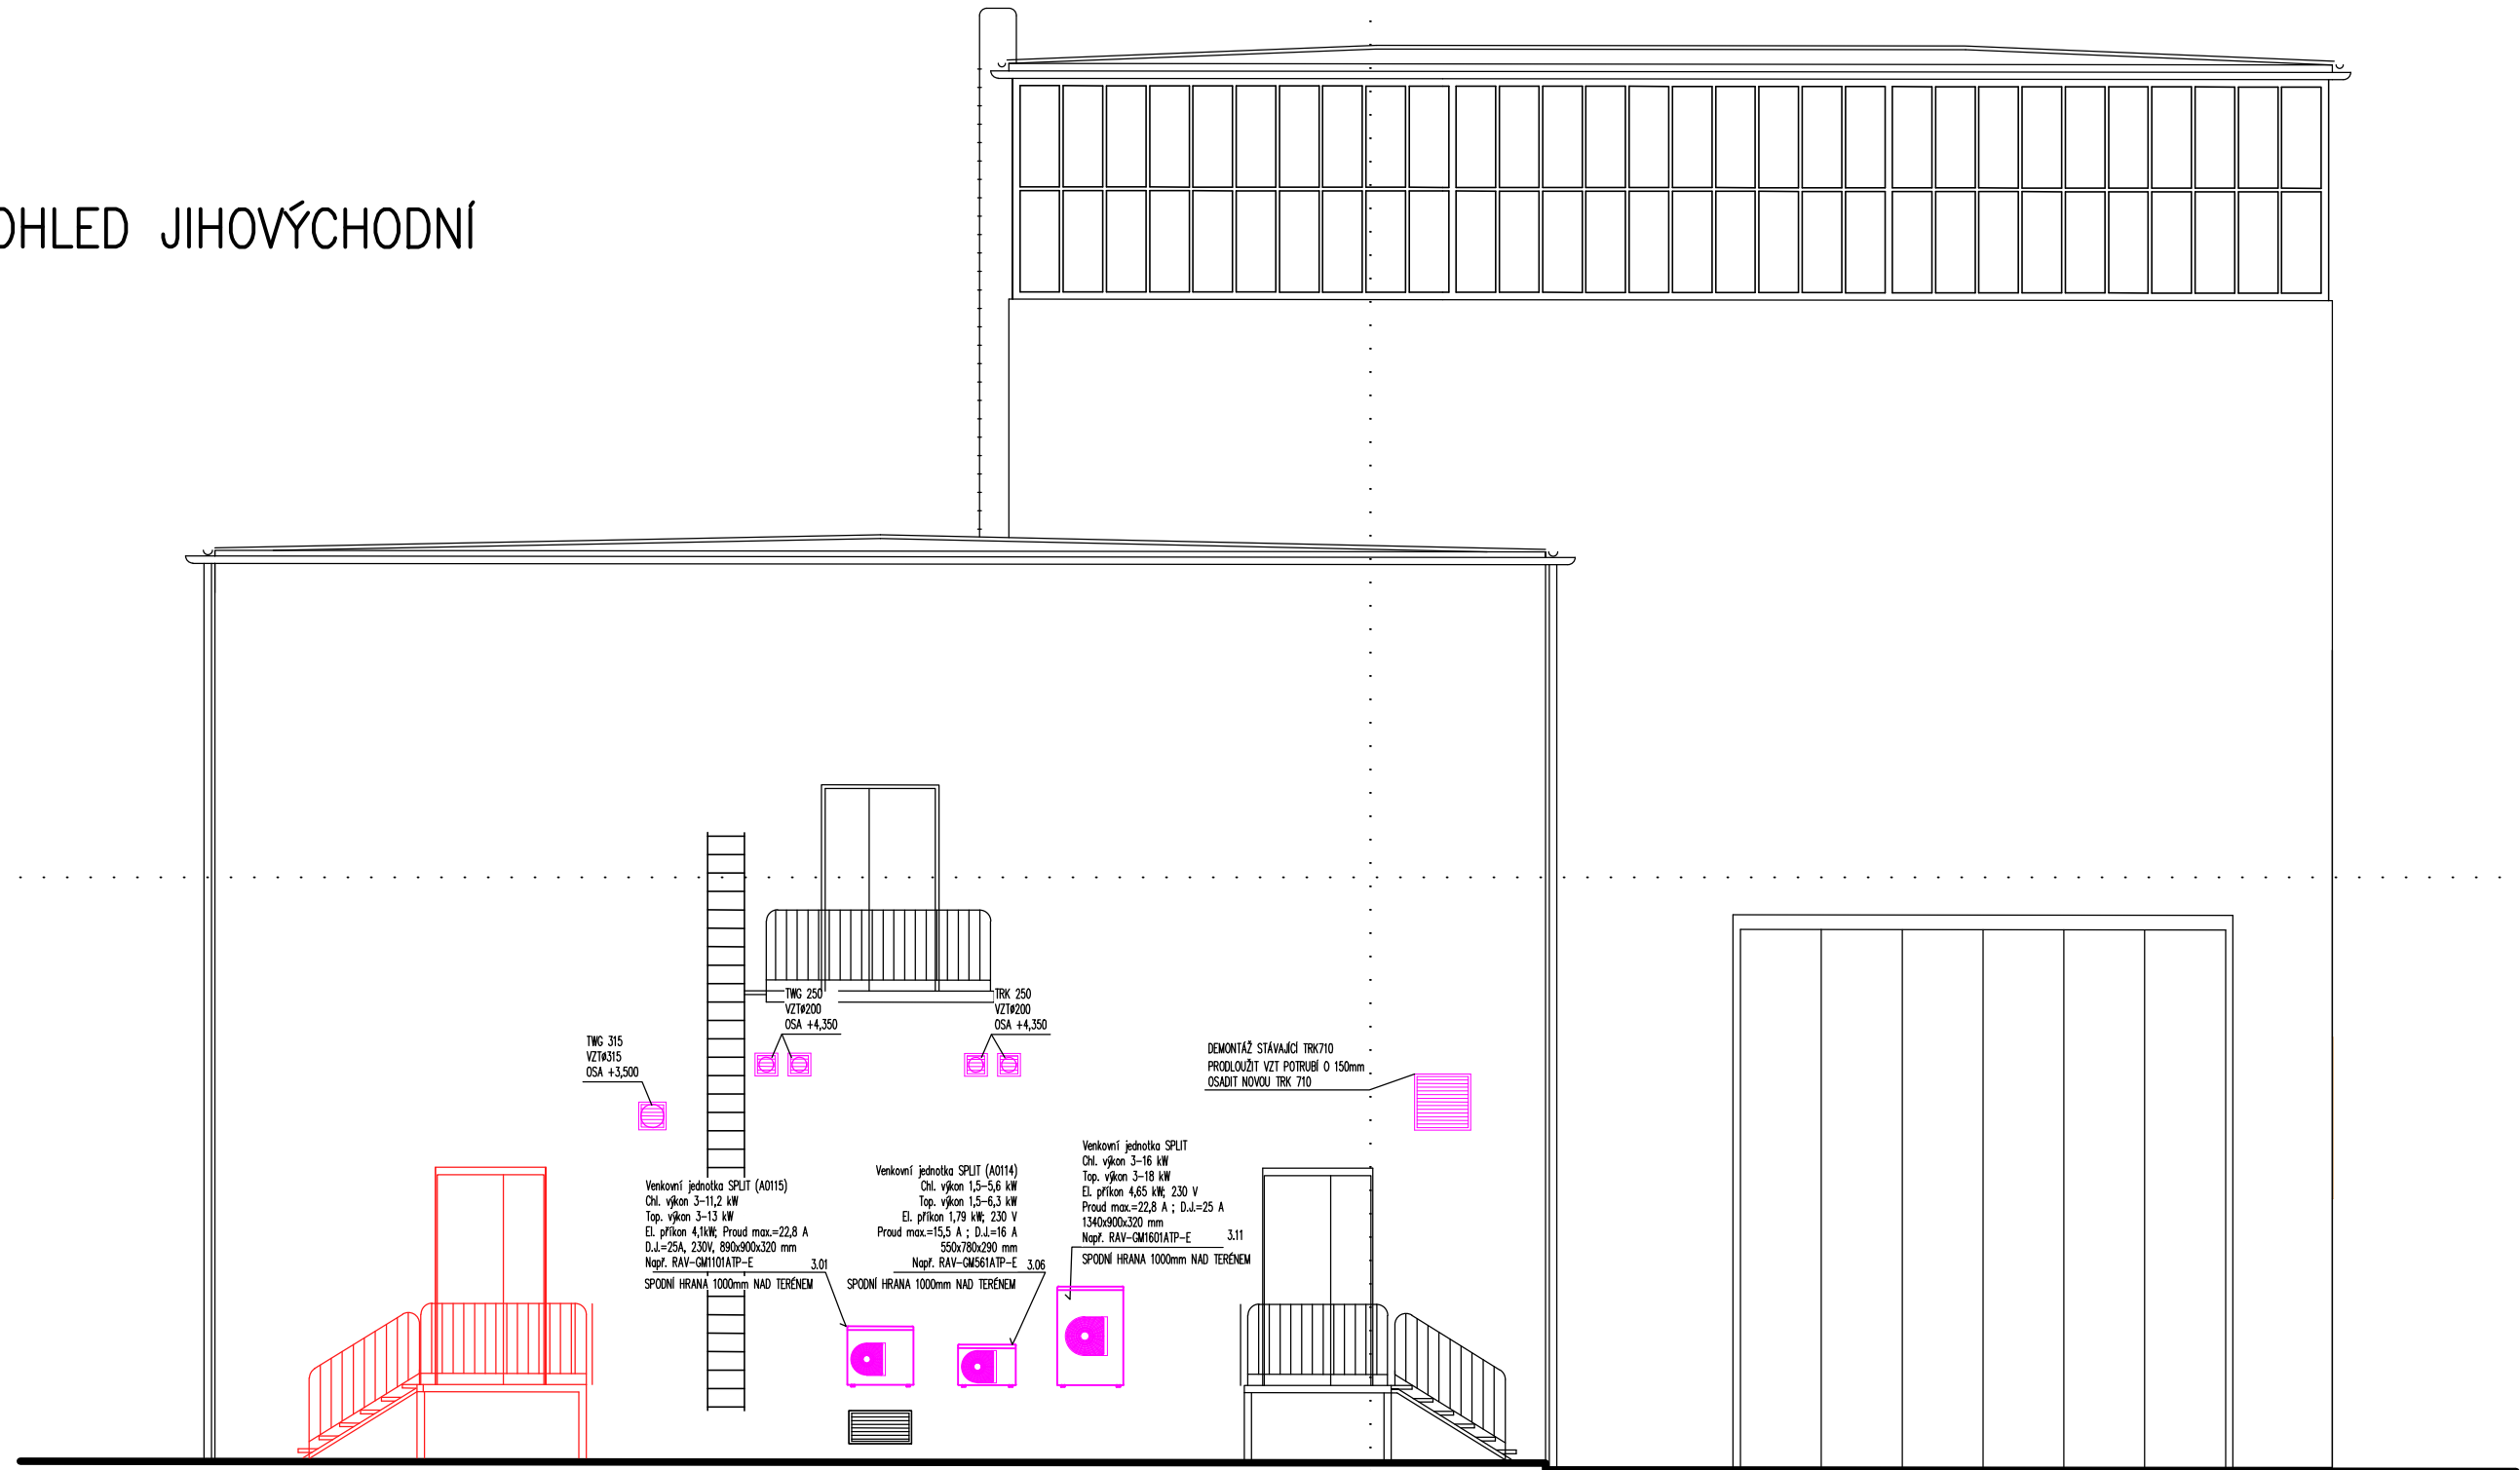 OHLED JIHOVÝCHODNÍ
TWG 250
VZTø200
OSA +4,350
TRK 250
VZTø200
OSA +4,350
TWG 315
VZTø315
OSA +3,500
DEMONTÁŽ STÁVAJÍCÍ TRK710
PRODLOUŽIT VZT POTRUBÍ O 150mm
OSADIT NOVOU TRK 710
Venkovní jednotka SPLIT (A0115)
Chl. výkon 3-11,2 kW
Top. výkon 3-13 kW
El. příkon 4,1kW; Proud max.=22,8 A
D.J.=25A, 230V, 890x900x320 mm
Např. RAV-GM1101ATP-E
3.01
SPODNÍ HRANA 1000mm NAD TERÉNEM
Venkovní jednotka SPLIT (A0114)
Chl. výkon 1,5-5,6 kW
Top. výkon 1,5-6,3 kW
El. příkon 1,79 kW; 230 V
Proud max.=15,5 A ; D.J.=16 A
550x780x290 mm
Např. RAV-GM561ATP-E
3.06
SPODNÍ HRANA 1000mm NAD TERÉNEM
Venkovní jednotka SPLIT
Chl. výkon 3-16 kW
Top. výkon 3-18 kW
El. příkon 4,65 kW; 230 V
Proud max.=22,8 A ; D.J.=25 A
1340x900x320 mm
Např. RAV-GM1601ATP-E
3.11
SPODNÍ HRANA 1000mm NAD TERÉNEM